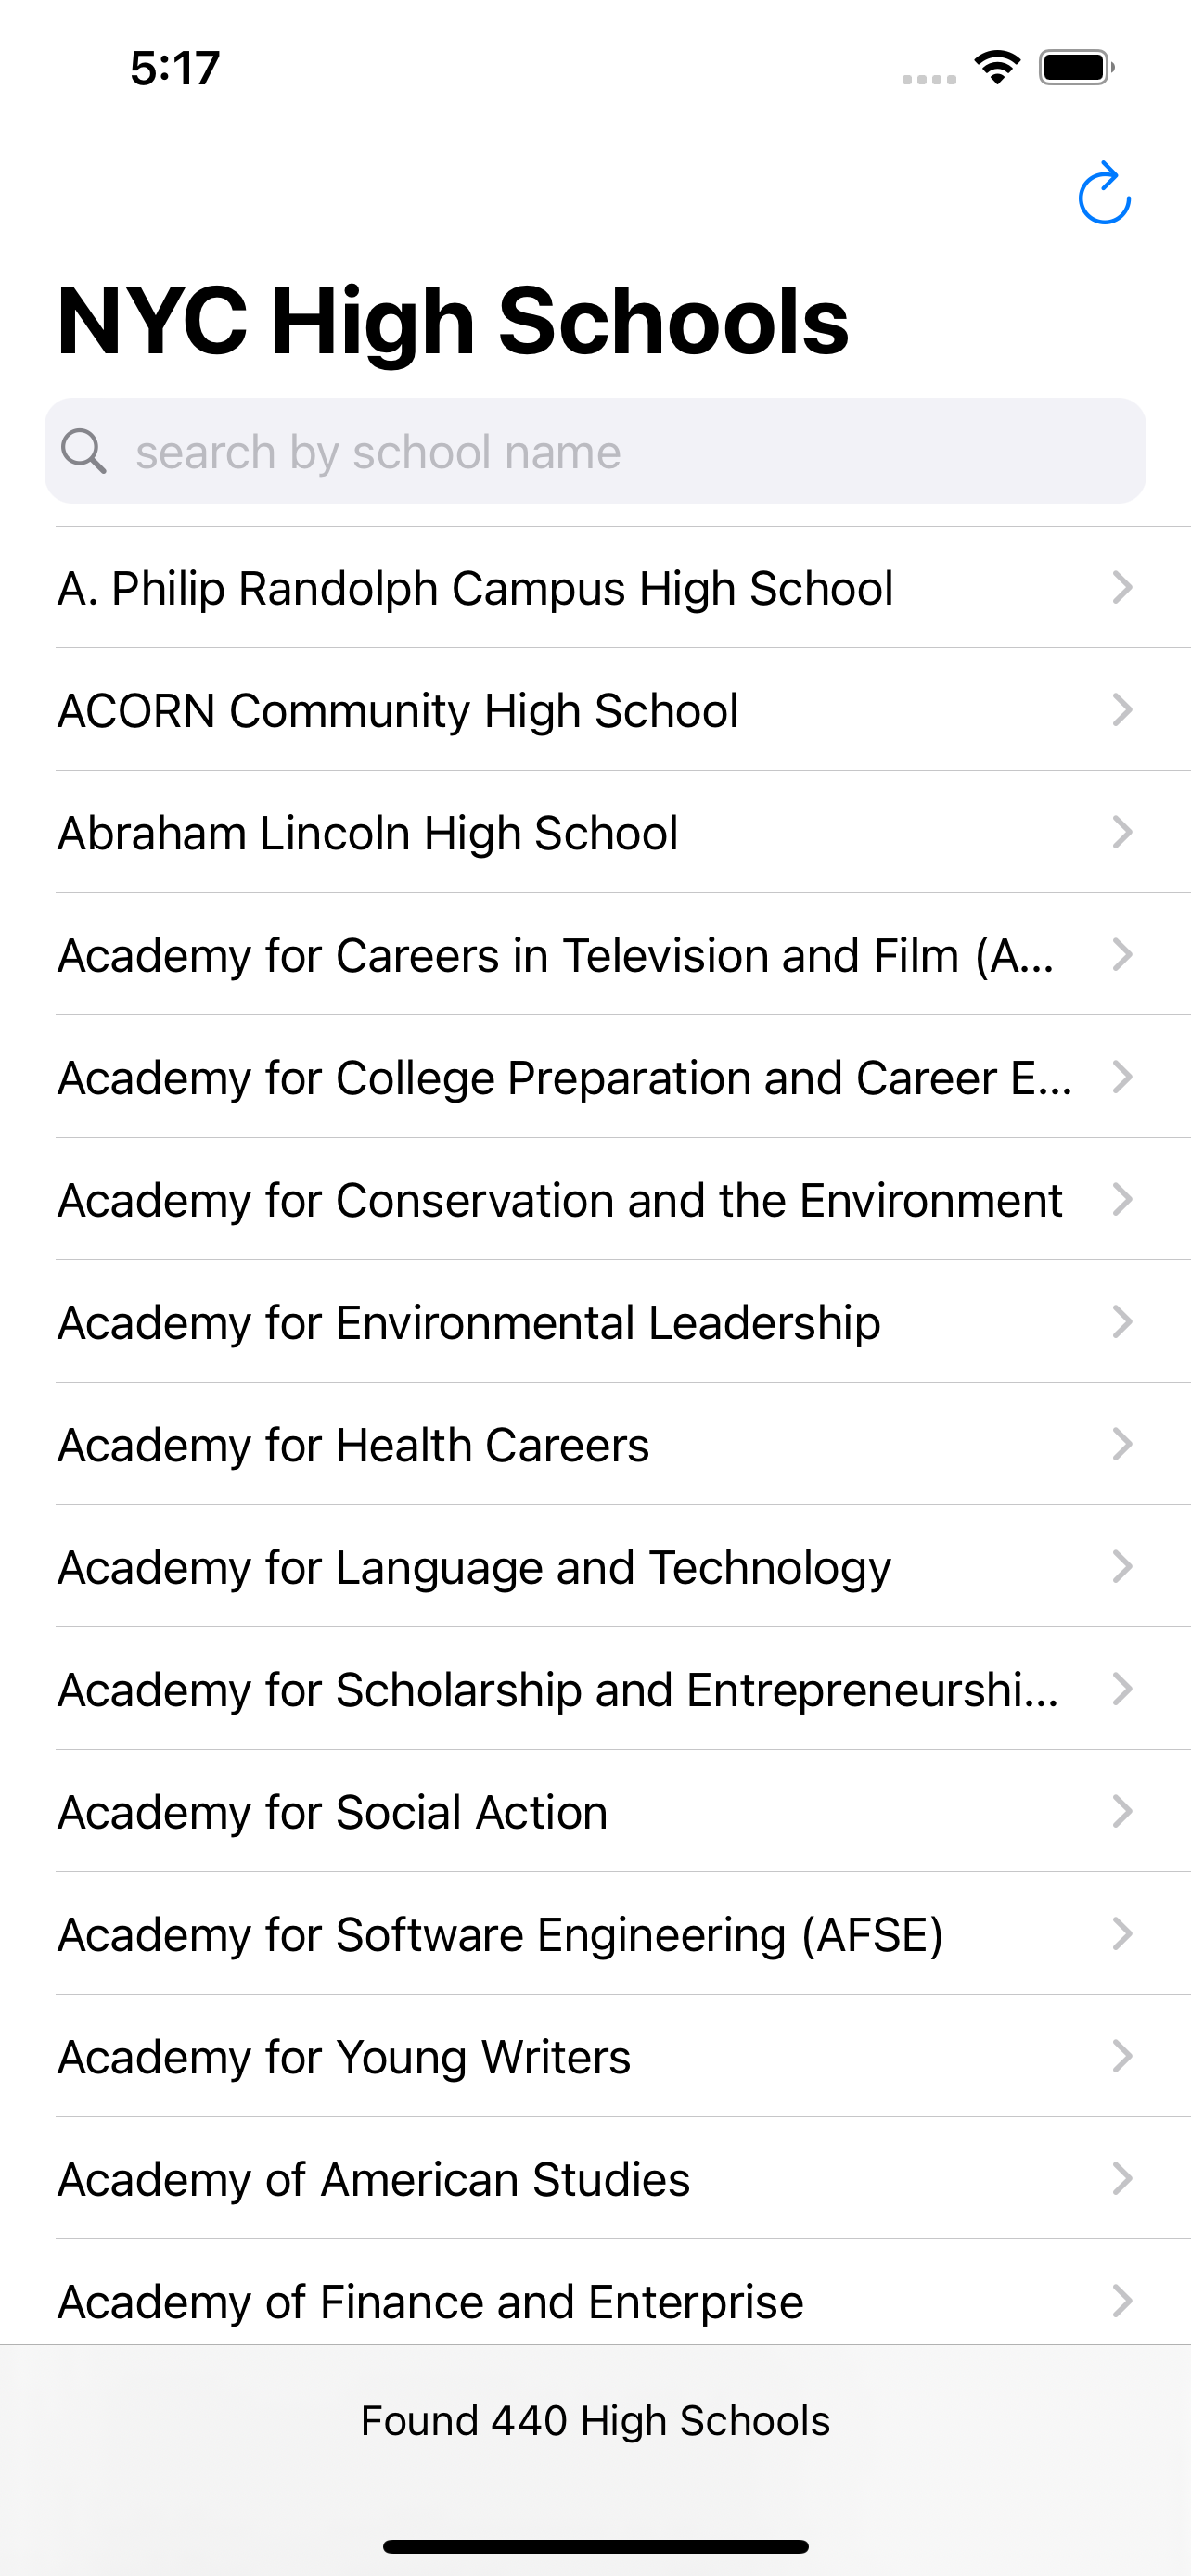 5:17
NYC High Schools
search by school name
A. Philip Randolph Campus High School
ACORN Community High School
Abraham Lincoln High School
Academy for Careers in Television and Film (A...
Academy for College Preparation and Career E...
Academy for Conservation and the Environment
Academy for Environmental Leadership
Academy for Health Careers
Academy for Language and Technology
Academy for Scholarship and Entrepreneurshi...
Academy for Social Action
Academy for Software Engineering (AFSE)
Academy for Young Writers
Academy of American Studies
Academy of Finance and Enterprise
Found 440 High Schools